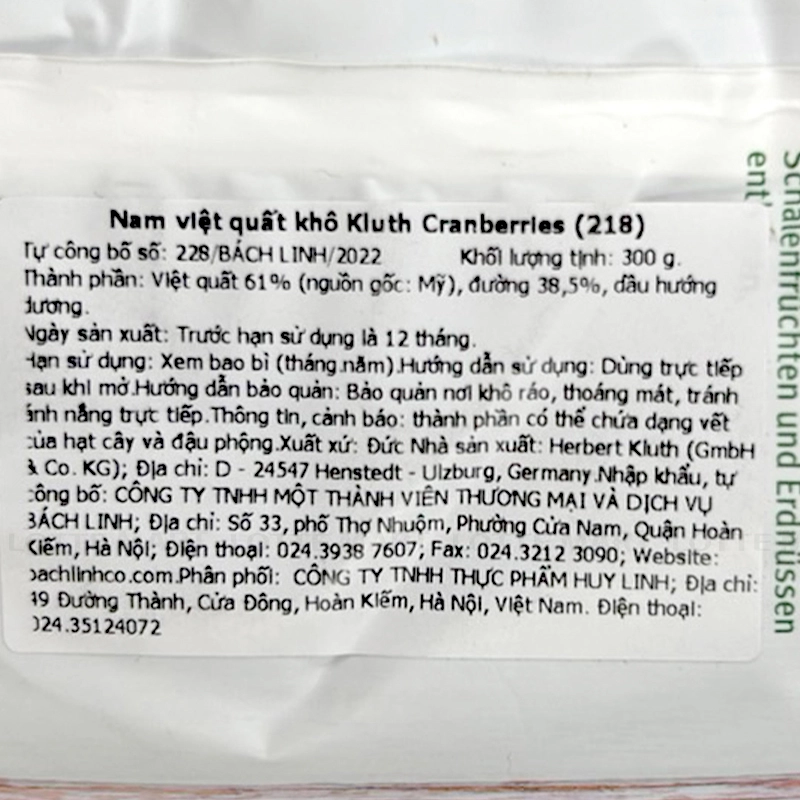 Nam việt quất khô Kluth Cranberries (218)
Tự công bố số: 228/BÁCH LINH/2022 Khối lượng tịnh: 300 g.
Thành phần: Việt quất 61% (nguồn gốc: Mỹ), đường 38,5%, dầu hướng
dương.
Ngày sản xuất: Trước hạn sử dụng là 12 tháng.
Hạn sử dụng: Xem bao bì (tháng.năm).Hướng dẫn sử dụng: Dùng trực tiếp
sau khi mở.Hướng dẫn bảo quản: Bảo quản nơi khô ráo, thoáng mát, tránh
ánh nắng trực tiếp.Thông tin, cảnh báo: thành phần có thể chứa dạng vết
của hạt cây và đậu phộng.Xuất xứ: Đức Nhà sản xuất: Herbert Kluth (GmbH
& Co. KG); Địa chỉ: D - 24547 Henstedt - Ulzburg, Germany.Nhập khẩu, tự
công bố: CÔNG TY TNHH MỘT THÀNH VIÊN THƯƠNG MẠI VÀ DỊCH VỤ
BÁCH LINH; Địa chỉ: Số 33, phố Thợ Nhuộm, Phường Cửa Nam, Quận Hoàn
Kiếm, Hà Nội; Điện thoại: 024.3938 7607; Fax: 024.3212 3090; Website:
bachlinhco.com.Phân phối: CÔNG TY TNHH THỰC PHẨM HUY LINH; Địa chỉ:
49 Đường Thành, Cửa Đông, Hoàn Kiếm, Hà Nội, Việt Nam. Điện thoại:
024.35124072
Schalenfrüchten und Erdnüssen